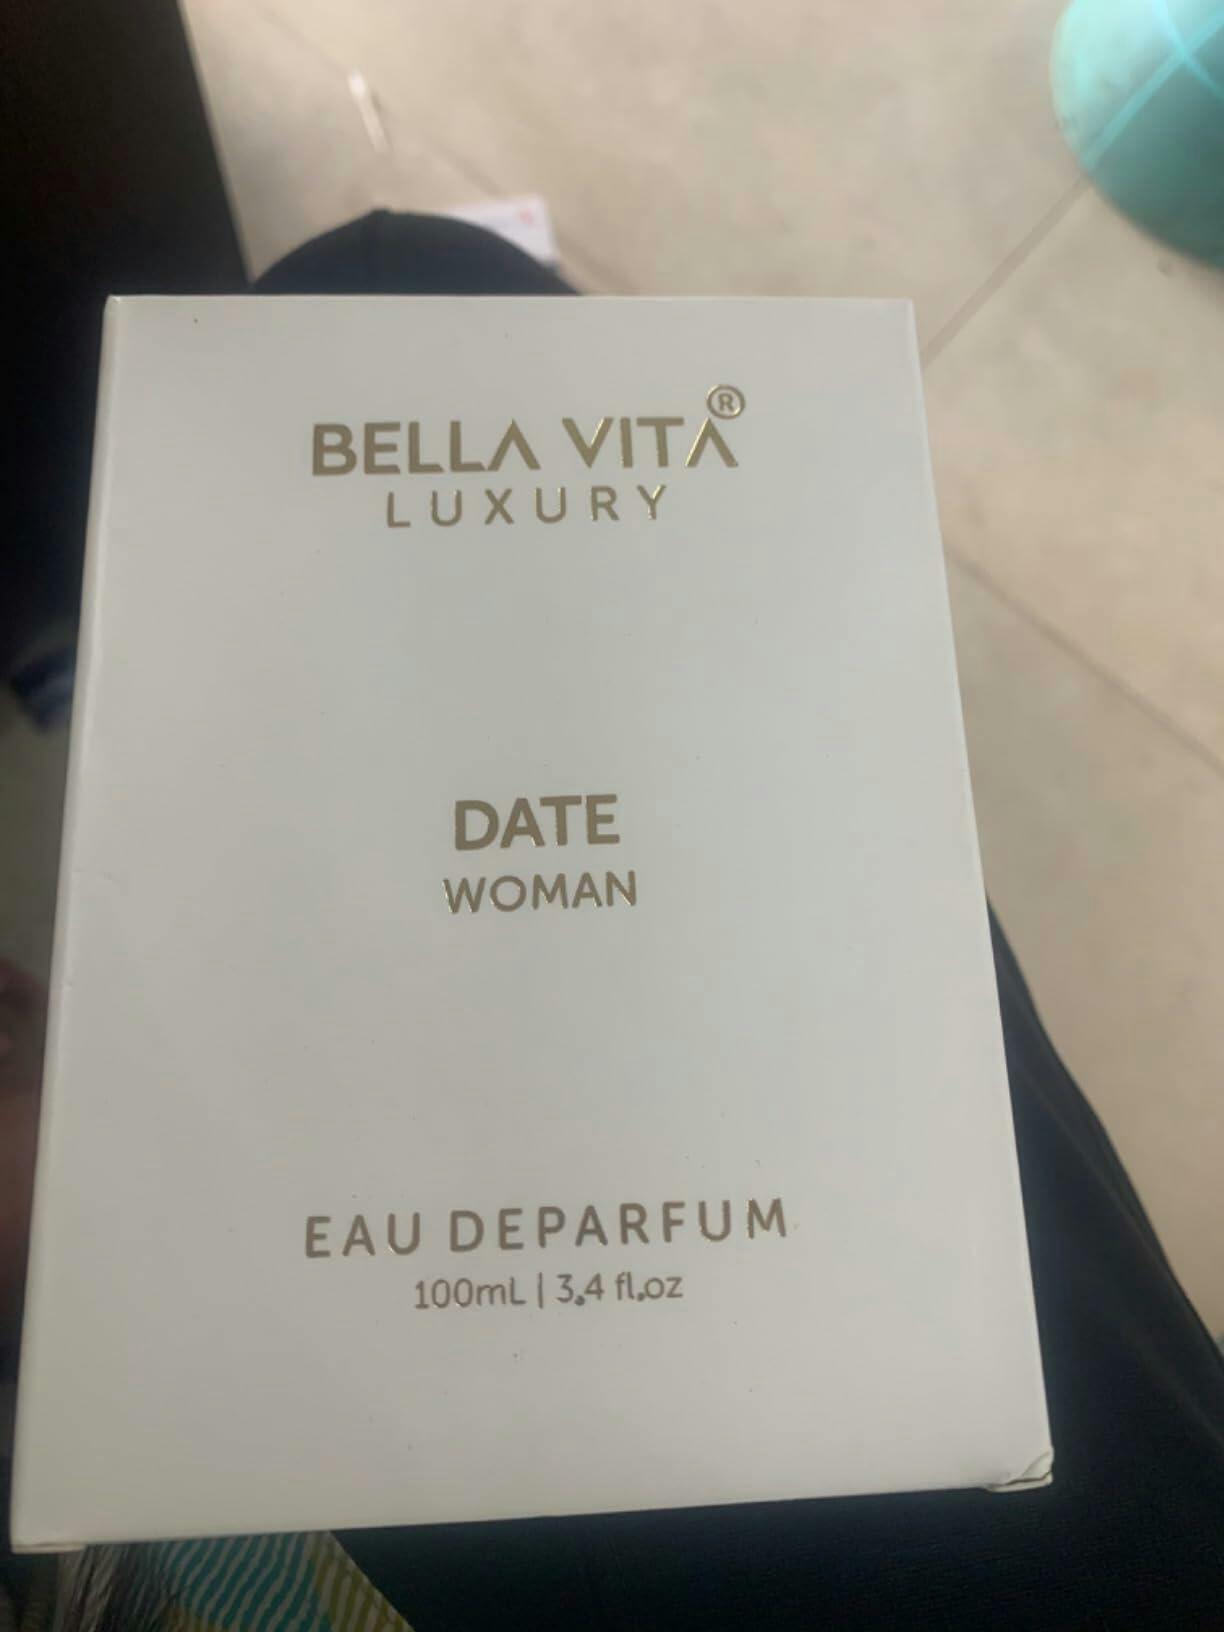 BELLA VITA®
LUXURY
DATE
WOMAN
EAU DEPARFUM
100mL | 3.4 fl.oz